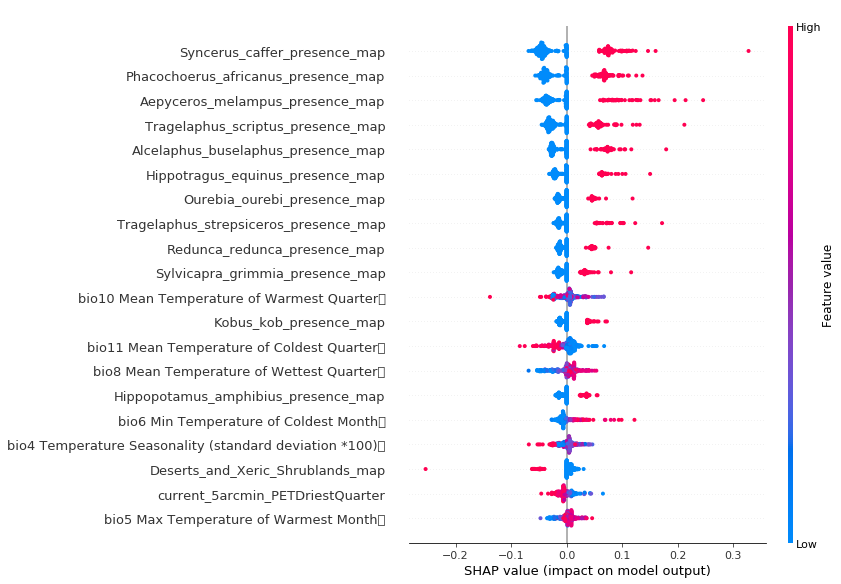 High
Syncerus_caffer_presence_map
Phacochoerus_africanus_presence_map
Aepyceros_melampus_presence_map
Tragelaphus_scriptus_presence_map
Alcelaphus_buselaphus_presence_map
Hippotragus_equinus_presence_map
Ourebia_ourebi_presence_map
Tragelaphus_strepsiceros_presence_map
Redunca_redunca_presence_map
Sylvicapra_grimmia_presence_map
bio10 Mean Temperature of Warmest Quarter▯
Kobus_kob_presence_map
bio11 Mean Temperature of Coldest Quarter▯
bio8 Mean Temperature of Wettest Quarter▯
Hippopotamus_amphibius_presence_map
bio6 Min Temperature of Coldest Month▯
bio4 Temperature Seasonality (standard deviation *100)▯
Deserts_and_Xeric_Shrublands_map
current_5arcmin_PETDriestQuarter
bio5 Max Temperature of Warmest Month▯
Feature value
Low
−0.2 −0.1 0.0 0.1 0.2 0.3
SHAP value (impact on model output)